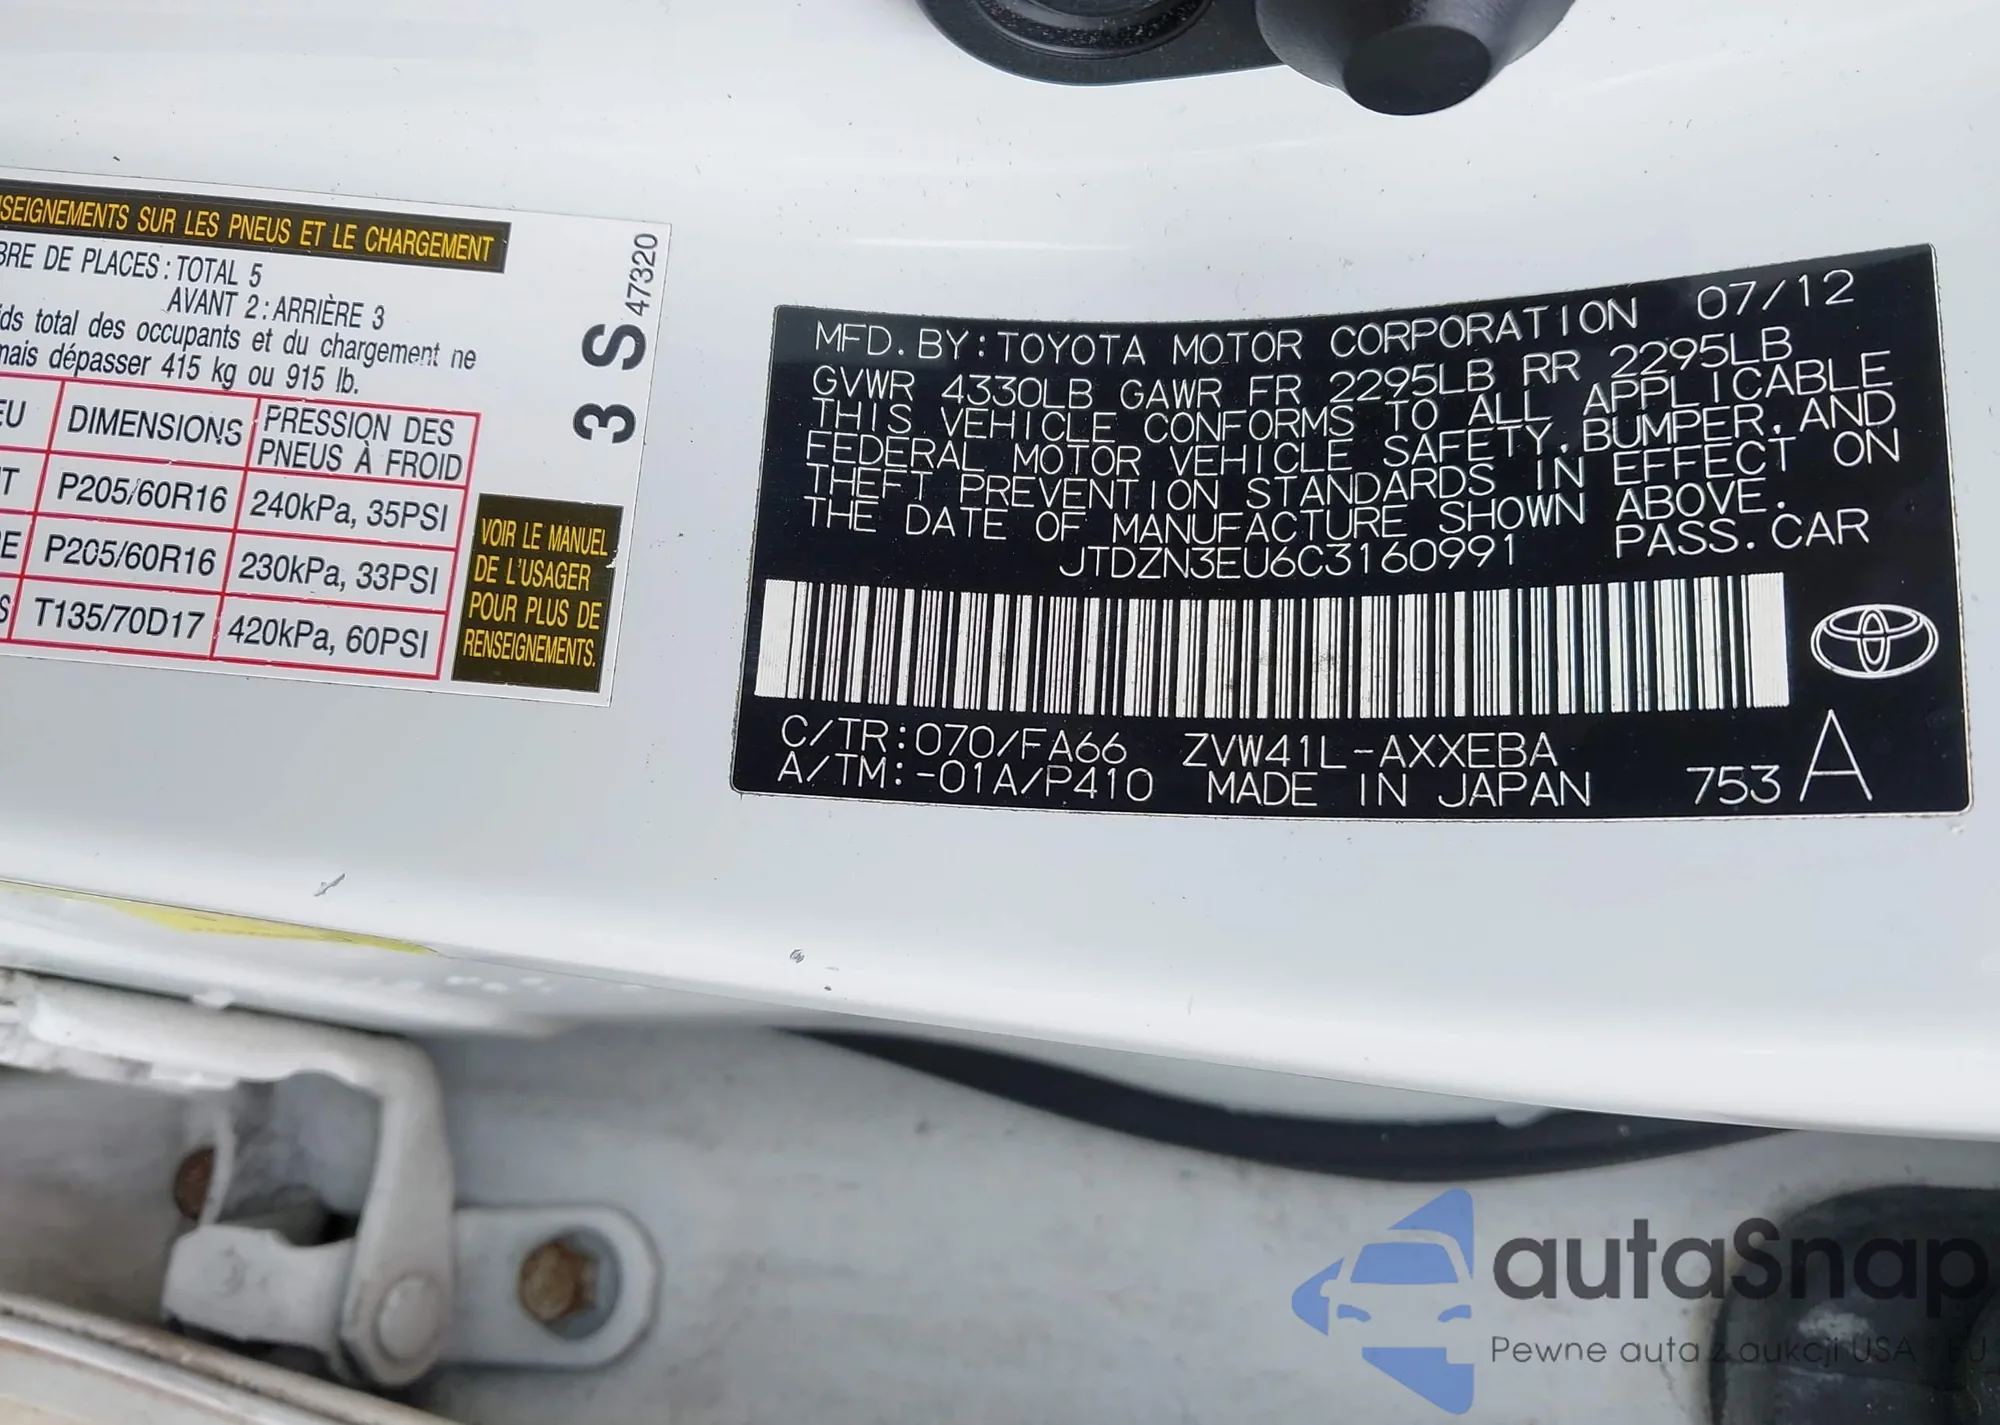 SEIGNEMENTS SUR LES PNEUS ET LE CHARGEMENT
BRE DE PLACES : TOTAL 5
AVANT 2 : ARRIÈRE 3
ids total des occupants et du chargement ne
mais dépasser 415 kg ou 915 lb.
EU DIMENSIONS PRESSION DES PNEUS À FROID
T P205/60R16 240kPa, 35PSI
RE P205/60R16 230kPa, 33PSI
S T135/70D17 420kPa, 60PSI
3 S 47320
VOIR LE MANUEL
DE L'USAGER
POUR PLUS DE
RENSEIGNEMENTS.
MFD. BY: TOYOTA MOTOR CORPORATION 07/12
GVWR 4330LB GAWR FR 2295LB RR 2295LB
THIS VEHICLE CONFORMS TO ALL APPLICABLE
FEDERAL MOTOR VEHICLE SAFETY, BUMPER, AND
THEFT PREVENTION STANDARDS IN EFFECT ON
THE DATE OF MANUFACTURE SHOWN ABOVE.
JTDZN3EU6C3160991 PASS. CAR
C/TR: 070/FA66 ZVW41L-AXXEBA
A/TM: -01A/P410 MADE IN JAPAN 753 A
autaSnap
Pewne auta z aukcji USA EU